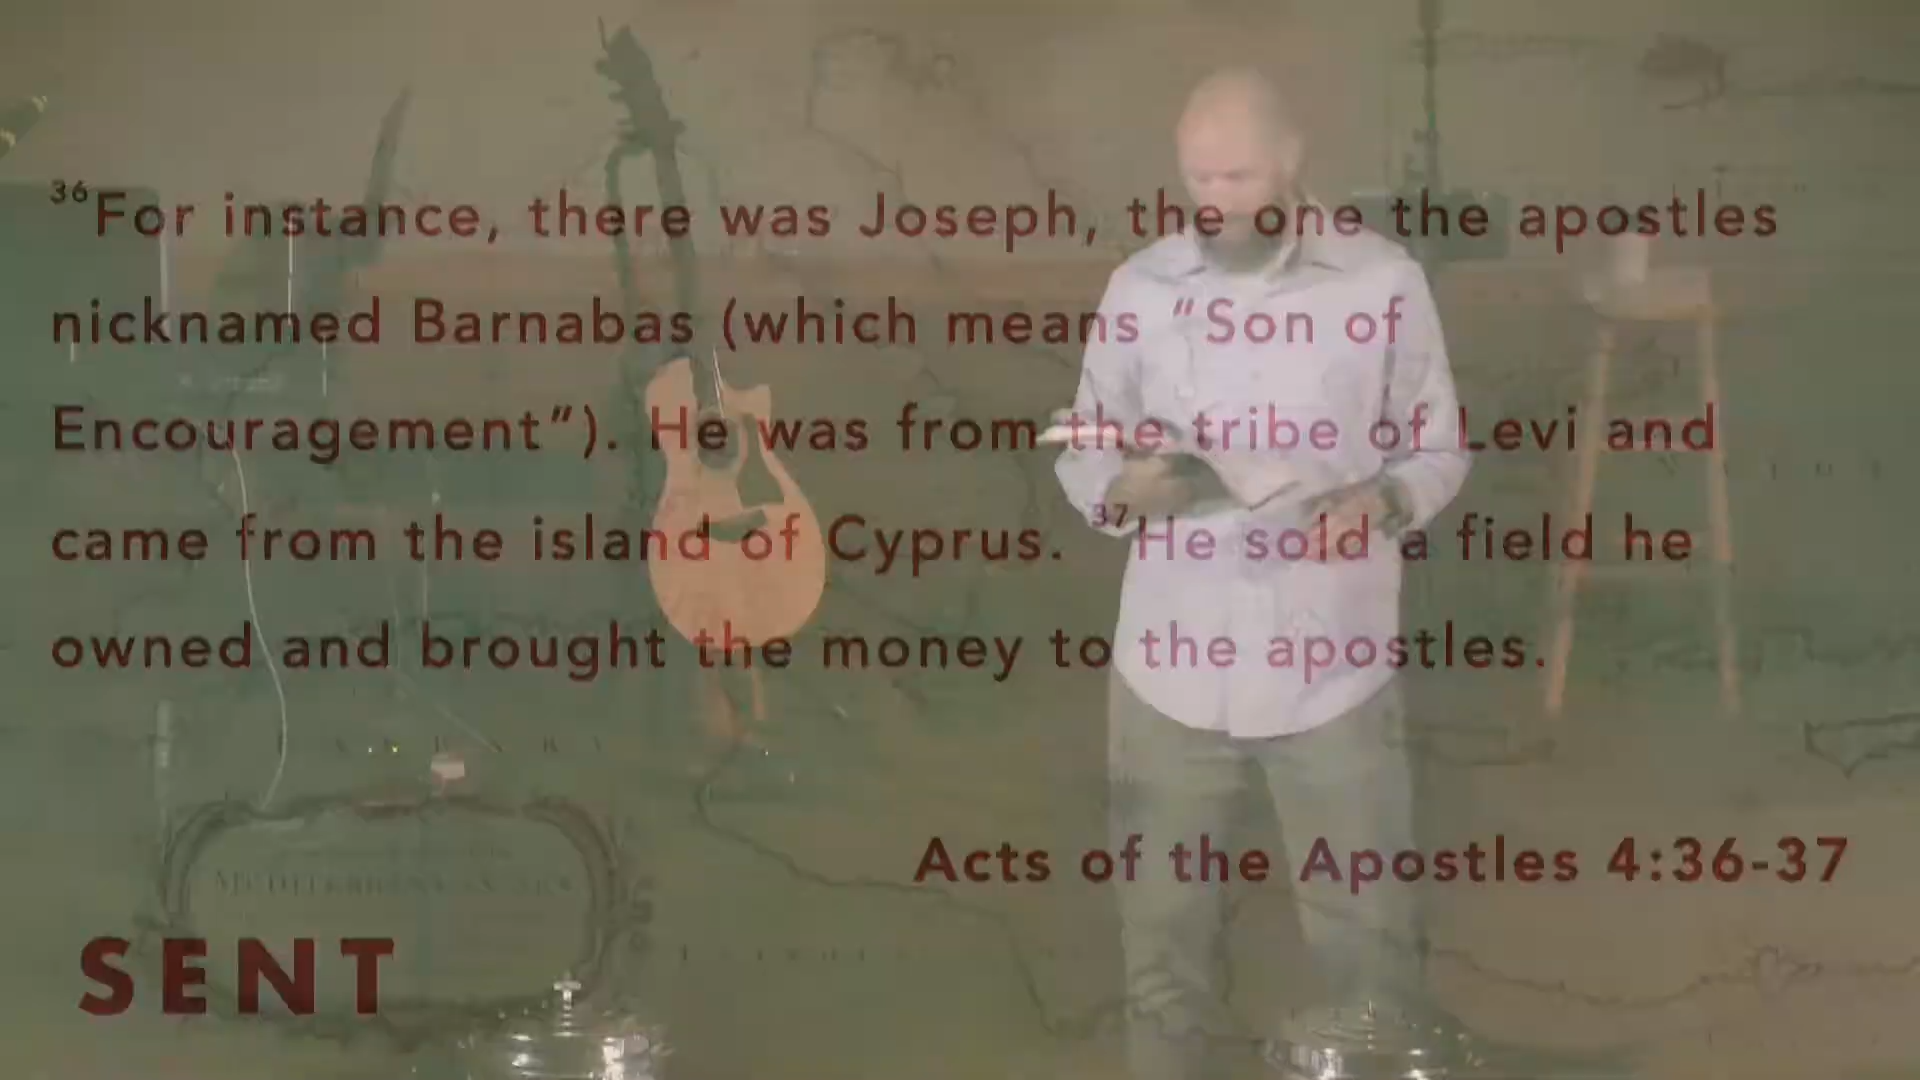 ³⁶For instance, there was Joseph, the one the apostles
nicknamed Barnabas (which means “Son of
Encouragement”). He was from the tribe of Levi and
came from the island of Cyprus. ³⁷He sold a field he
owned and brought the money to the apostles.
Acts of the Apostles 4:36-37
SENT